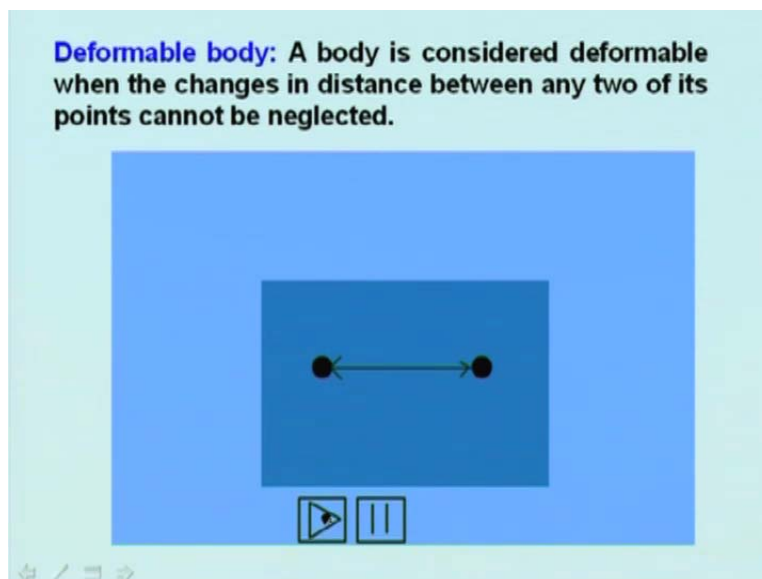 Deformable body: A body is considered deformable
when the changes in distance between any two of its
points cannot be neglected.